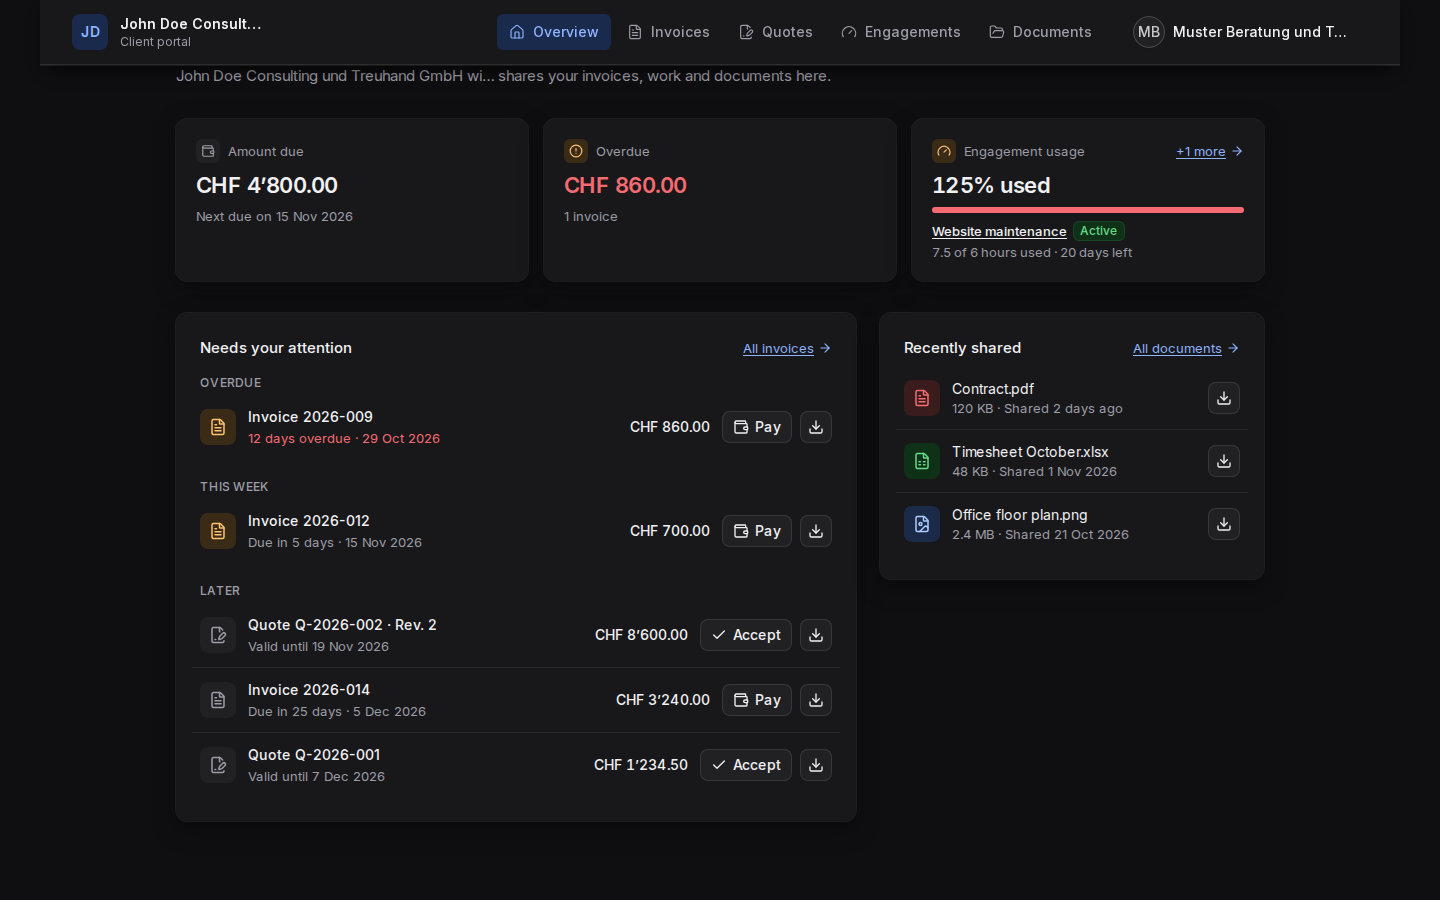 JD
John Doe Consult…
Client portal
Overview
Invoices
Quotes
Engagements
Documents
MB
Muster Beratung und T…
John Doe Consulting und Treuhand GmbH wi… shares your invoices, work and documents here.
Amount due
CHF 4’800.00
Next due on 15 Nov 2026
Overdue
CHF 860.00
1 invoice
Engagement usage
+1 more
125% used
Website maintenance
Active
7.5 of 6 hours used · 20 days left
Needs your attention
All invoices
OVERDUE
Invoice 2026-009
12 days overdue · 29 Oct 2026
CHF 860.00
Pay
THIS WEEK
Invoice 2026-012
Due in 5 days · 15 Nov 2026
CHF 700.00
Pay
LATER
Quote Q-2026-002 · Rev. 2
Valid until 19 Nov 2026
CHF 8’600.00
Accept
Invoice 2026-014
Due in 25 days · 5 Dec 2026
CHF 3’240.00
Pay
Quote Q-2026-001
Valid until 7 Dec 2026
CHF 1’234.50
Accept
Recently shared
All documents
Contract.pdf
120 KB · Shared 2 days ago
Timesheet October.xlsx
48 KB · Shared 1 Nov 2026
Office floor plan.png
2.4 MB · Shared 21 Oct 2026